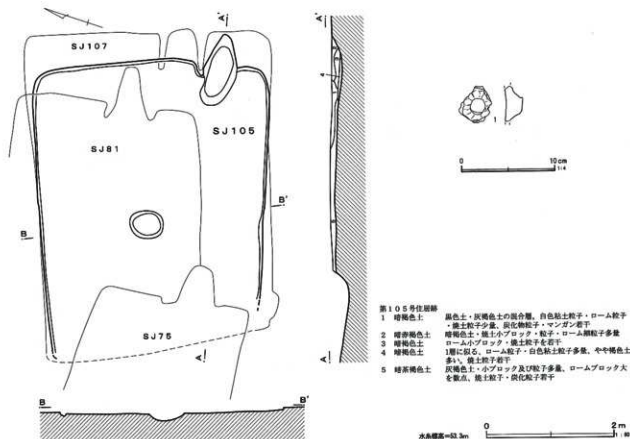 A'
SJ107
4
SJ105
SJ81
1
0 10cm
1:4
B'
B
SJ75
A
A'
A
第105号住居跡
1 暗褐色土 黒色土・灰褐色土の混合層、白色粘土粒子・ローム粒子
・焼土粒子少量、炭化物粒子・マンガン若干
2 暗赤褐色土 暗褐色土・焼土小ブロック・粒子・ローム細粒子多量
3 暗褐色土 ローム小ブロック・焼土粒子を若干
4 暗褐色土 1層に似る、ローム粒子・白色粘土粒子多量、やや褐色土
多い、焼土粒子若干
5 暗茶褐色土 灰褐色土・小ブロック及び粒子多量、ロームブロック大
を数点、焼土粒子・炭化粒子若干
B B'
水糸標高=53.3m
0 2m
1:60